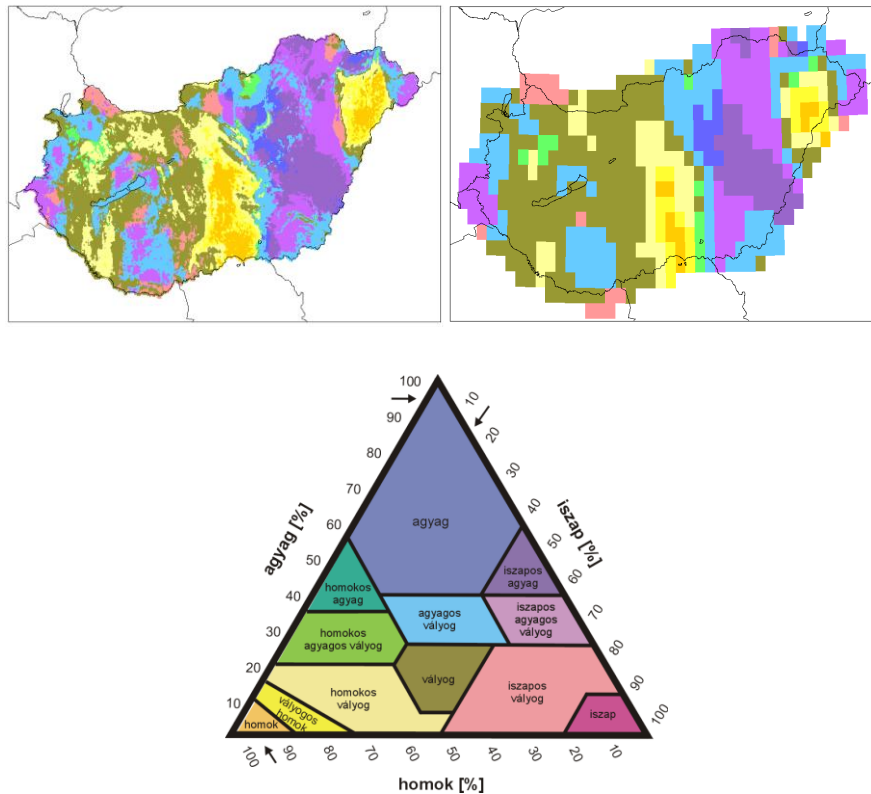 100
90
80
70
60
50
40
30
20
10
agyag [%]
10
20
30
40
50
60
70
80
90
100
iszap [%]
agyag
iszapos
agyag
homokos
agyag
agyagos
vályog
iszapos
agyagos
vályog
homokos
agyagos vályog
vályog
homokos
vályog
iszapos
vályog
vályogos
homok
homok
iszap
100
90
80
70
60
50
40
30
20
10
homok [%]